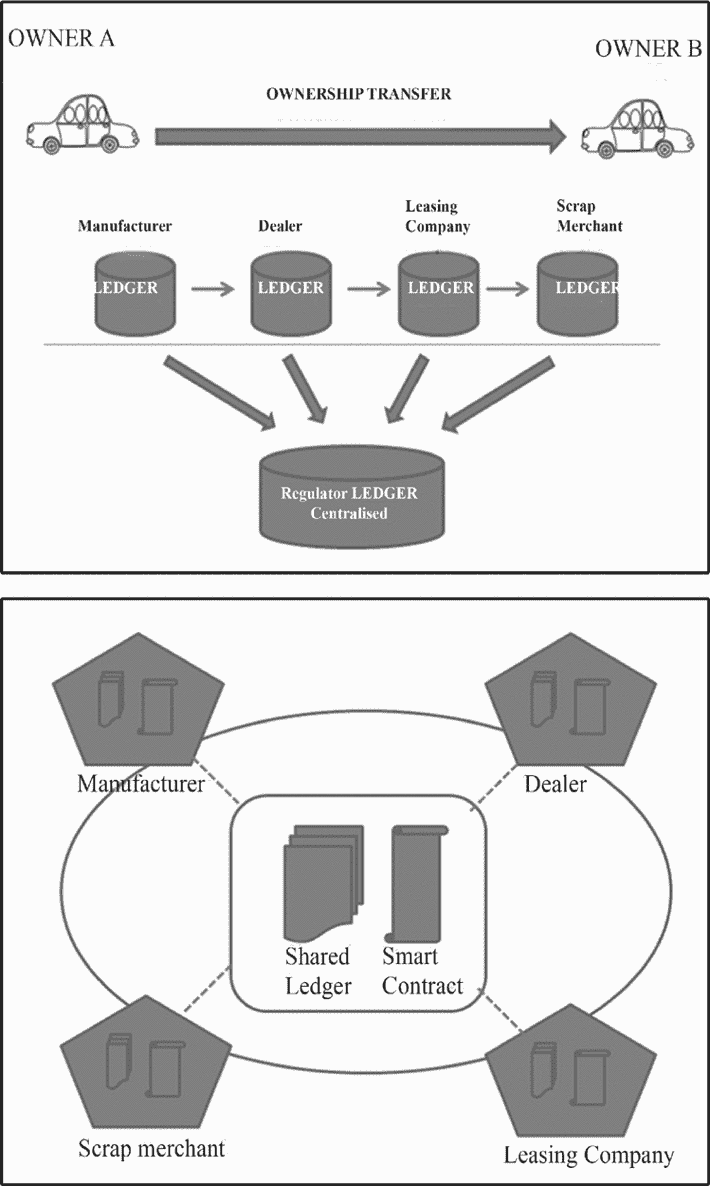 OWNER A
OWNER B
OWNERSHIP TRANSFER
Manufacturer
Dealer
Leasing
Company
Scrap
Merchant
LEDGER
LEDGER
LEDGER
LEDGER
Regulator LEDGER
Centralised
Manufacturer
Dealer
Shared
Ledger
Smart
Contract
Scrap merchant
Leasing Company